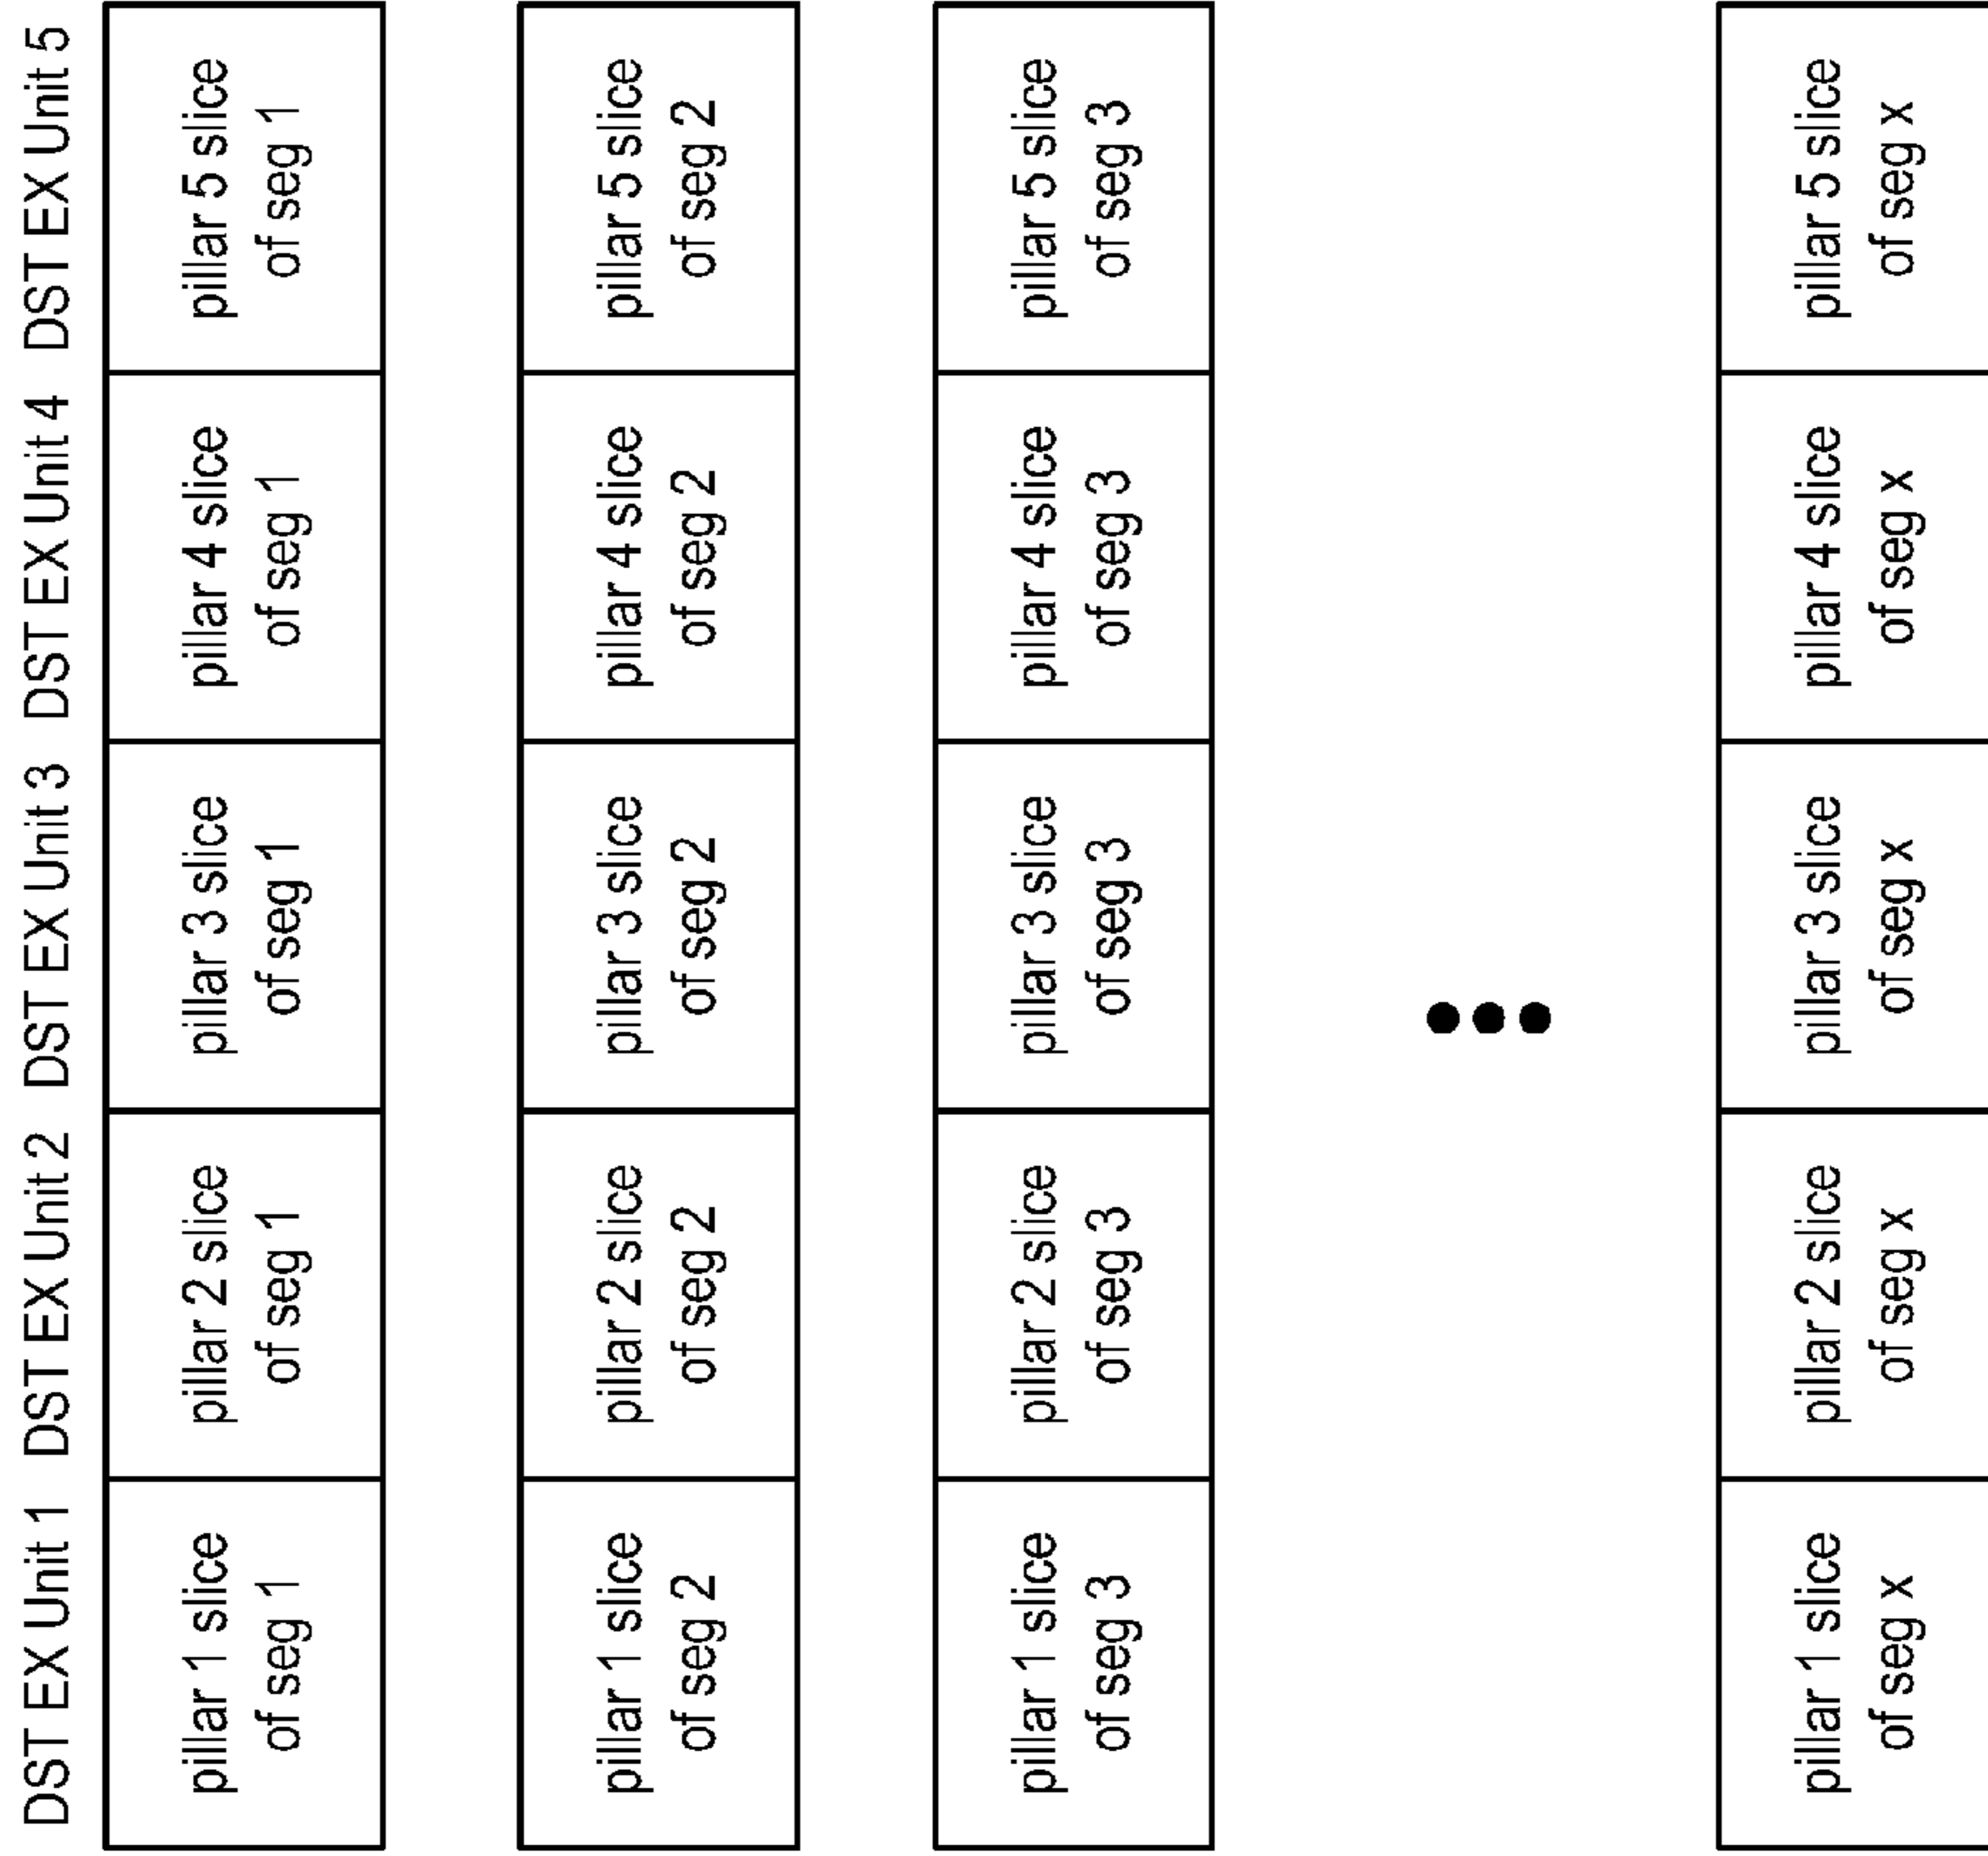 DST EX Unit 1 DST EX Unit 2 DST EX Unit 3 DST EX Unit 4 DST EX Unit 5
pillar 1 slice
of seg 1
pillar 2 slice
of seg 1
pillar 3 slice
of seg 1
pillar 4 slice
of seg 1
pillar 5 slice
of seg 1
pillar 1 slice
of seg 2
pillar 2 slice
of seg 2
pillar 3 slice
of seg 2
pillar 4 slice
of seg 2
pillar 5 slice
of seg 2
pillar 1 slice
of seg 3
pillar 2 slice
of seg 3
pillar 3 slice
of seg 3
pillar 4 slice
of seg 3
pillar 5 slice
of seg 3
pillar 1 slice
of seg x
pillar 2 slice
of seg x
pillar 3 slice
of seg x
pillar 4 slice
of seg x
pillar 5 slice
of seg x